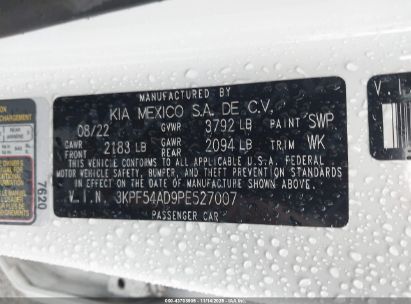 MANUFACTURED BY
KIA MEXICO S.A. DE C.V.
08/22 GVWR 3792 LB PAINT SWP
GAWR FRONT 2183 LB GAWR REAR 2094 LB TRIM WK
THIS VEHICLE CONFORMS TO ALL APPLICABLE U.S.A. FEDERAL
MOTOR VEHICLE SAFETY, BUMPER, AND THEFT PREVENTION STANDARDS
IN EFFECT ON THE DATE OF MANUFACTURE SHOWN ABOVE.
V.I.N. 3KPF54AD9PE527007
PASSENGER CAR
7620
V.I